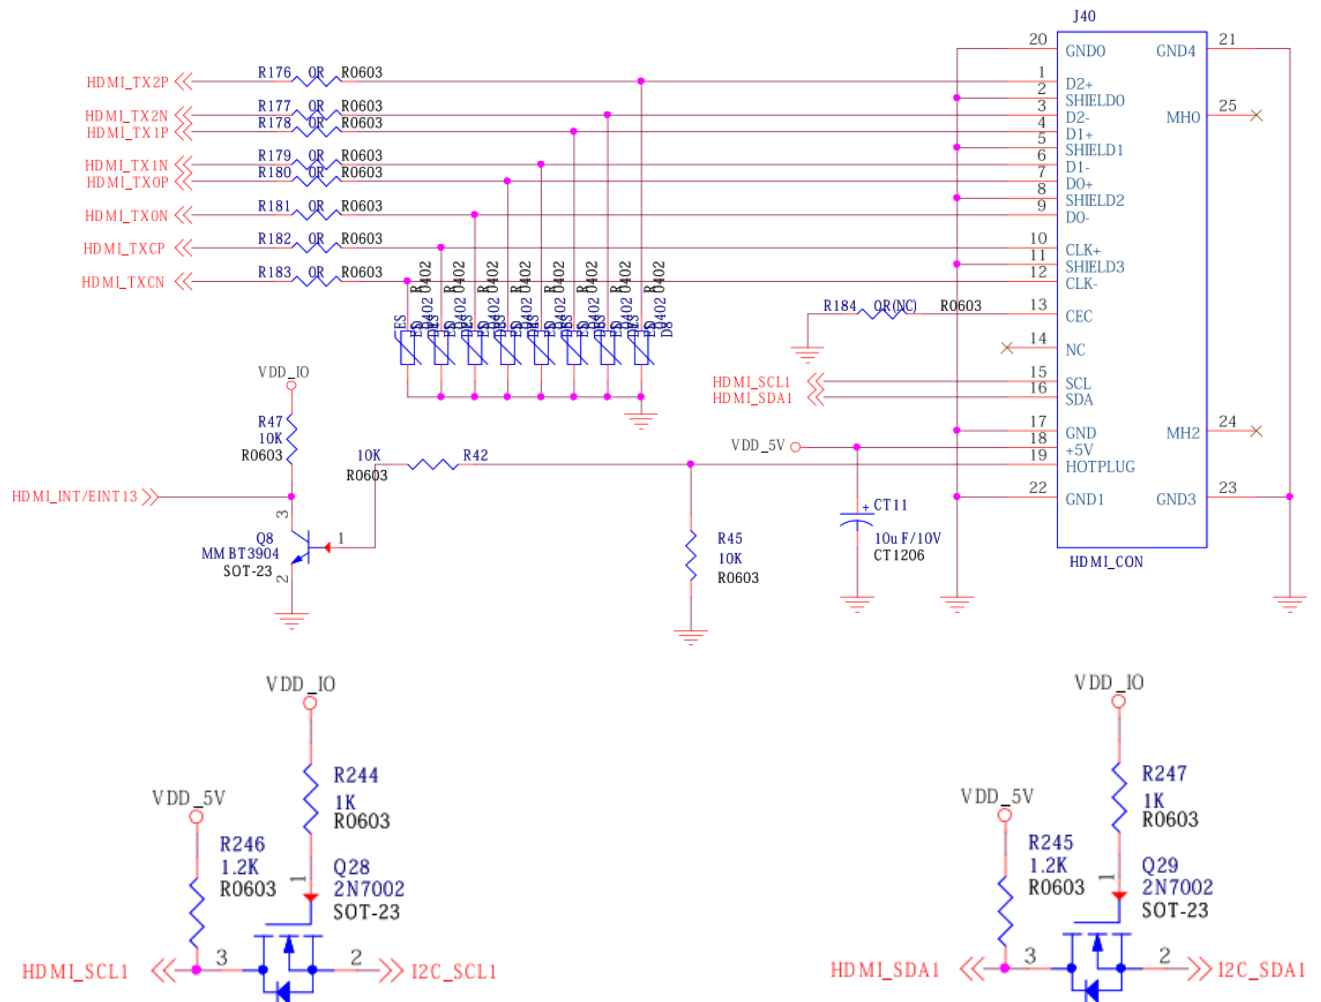 J40
20 GND0 GND4 21
HDMI_TX2P R176 0R R0603 1 D2+
2 SHIELD0
HDMI_TX2N R177 0R R0603 3 D2- MH0 25
HDMI_TX1P R178 0R R0603 4 D1+
5 SHIELD1
HDMI_TX1N R179 0R R0603 6 D1-
HDMI_TX0P R180 0R R0603 7 D0+
8 SHIELD2
HDMI_TX0N R181 0R R0603 9 D0-
HDMI_TXCP R182 0R R0603 10 CLK+
11 SHIELD3
HDMI_TXCN R183 0R R0603 12 CLK-
R184 0R(NC) R0603 13 CEC
14 NC
HDMI_SCL1 15 SCL
HDMI_SDA1 16 SDA
17 GND MH2 24
VDD_5V 18 +5V
19 HOTPLUG
22 GND1 GND3 23
HDMI_CON
VDD_IO
R47
10K
R0603
10K R42
R0603
HDMI_INT/EINT13
3
Q8 1
MMBT3904
SOT-23
2
R45
10K
R0603
+ CT11
10uF/10V
CT1206
VDD_IO
R244
1K
R0603
VDD_5V
R246
1.2K
R0603
1
Q28
2N7002
SOT-23
HDMI_SCL1 3 2 I2C_SCL1
VDD_IO
R247
1K
R0603
VDD_5V
R245
1.2K
R0603
1
Q29
2N7002
SOT-23
HDMI_SDA1 3 2 I2C_SDA1